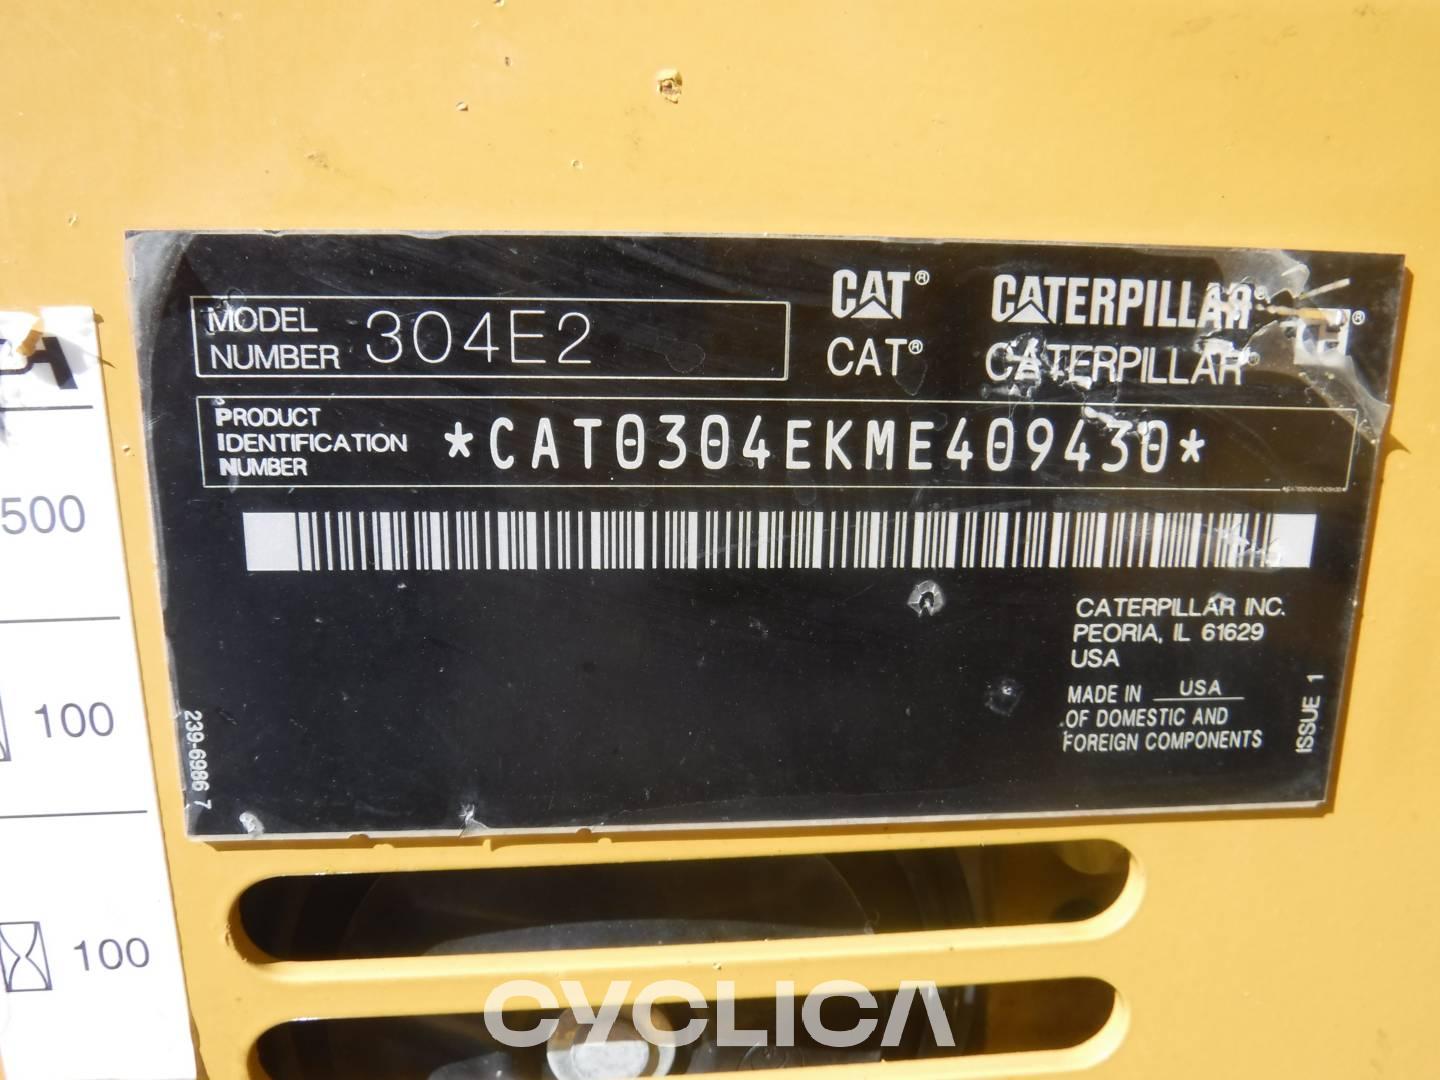 MODEL
NUMBER 304E2
CAT® CATERPILLAR®
CAT® CATERPILLAR®
PRODUCT
IDENTIFICATION
NUMBER
*CAT0304EKME409430*
CATERPILLAR INC.
PEORIA, IL 61629
USA
MADE IN USA
OF DOMESTIC AND
FOREIGN COMPONENTS
ISSUE 1
239-6986 7
500
100
100
CYCLICA